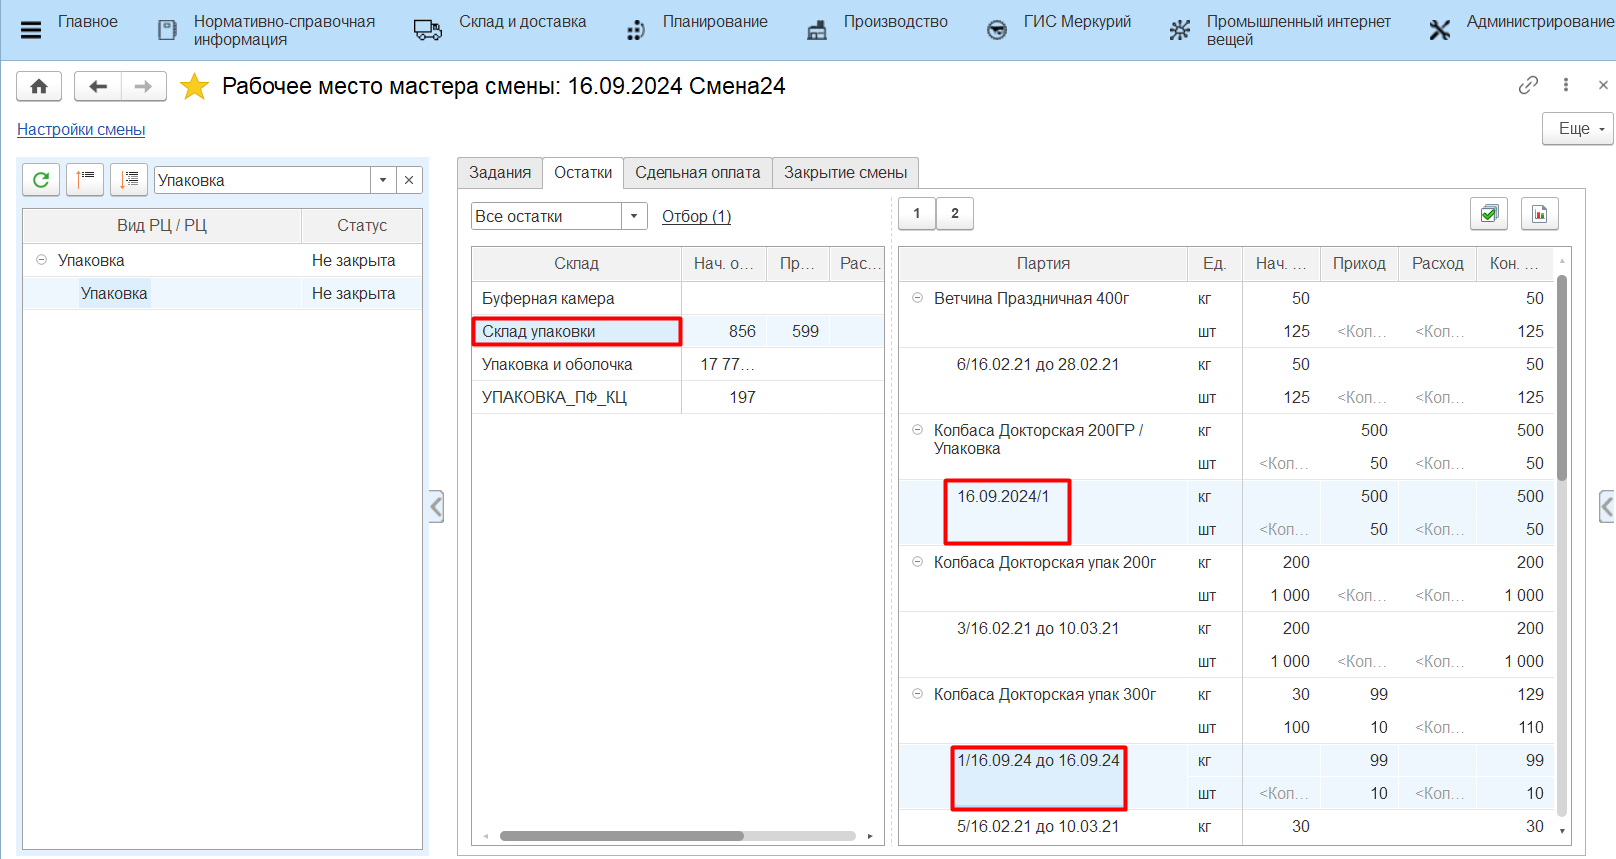 Главное
Нормативно-справочная
информация
Склад и доставка
Планирование
Производство
ГИС Меркурий
Промышленный интернет
вещей
Администрирование
Рабочее место мастера смены: 16.09.2024 Смена24
Настройки смены
Еще
Упаковка
Вид РЦ / РЦ Статус
Упаковка Не закрыта
Упаковка Не закрыта
Задания Остатки Сдельная оплата Закрытие смены
Все остатки Отбор (1)
Склад Нач. о... Пр... Рас...
Буферная камера
Склад упаковки 856 599
Упаковка и оболочка 17 77...
УПАКОВКА_ПФ_КЦ 197
1 2
Партия Ед. Нач. ... Приход Расход Кон. ...
Ветчина Праздничная 400г кг 50 50
шт 125 <Кол... <Кол... 125
6/16.02.21 до 28.02.21 кг 50 50
шт 125 <Кол... <Кол... 125
Колбаса Докторская 200ГР / кг 500 500
Упаковка
шт <Кол... 50 <Кол... 50
16.09.2024/1 кг 500 500
шт <Кол... 50 <Кол... 50
Колбаса Докторская упак 200г кг 200 200
шт 1 000 <Кол... <Кол... 1 000
3/16.02.21 до 10.03.21 кг 200 200
шт 1 000 <Кол... <Кол... 1 000
Колбаса Докторская упак 300г кг 30 99 129
шт 100 10 <Кол... 110
1/16.09.24 до 16.09.24 кг 99 99
шт <Кол... 10 <Кол... 10
5/16.02.21 до 10.03.21 кг 30 30